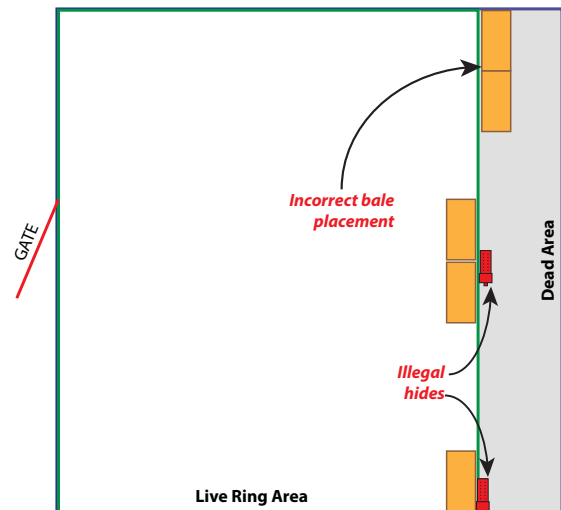 Incorrect bale
placement
GATE
Dead Area
Illegal
hides
Live Ring Area